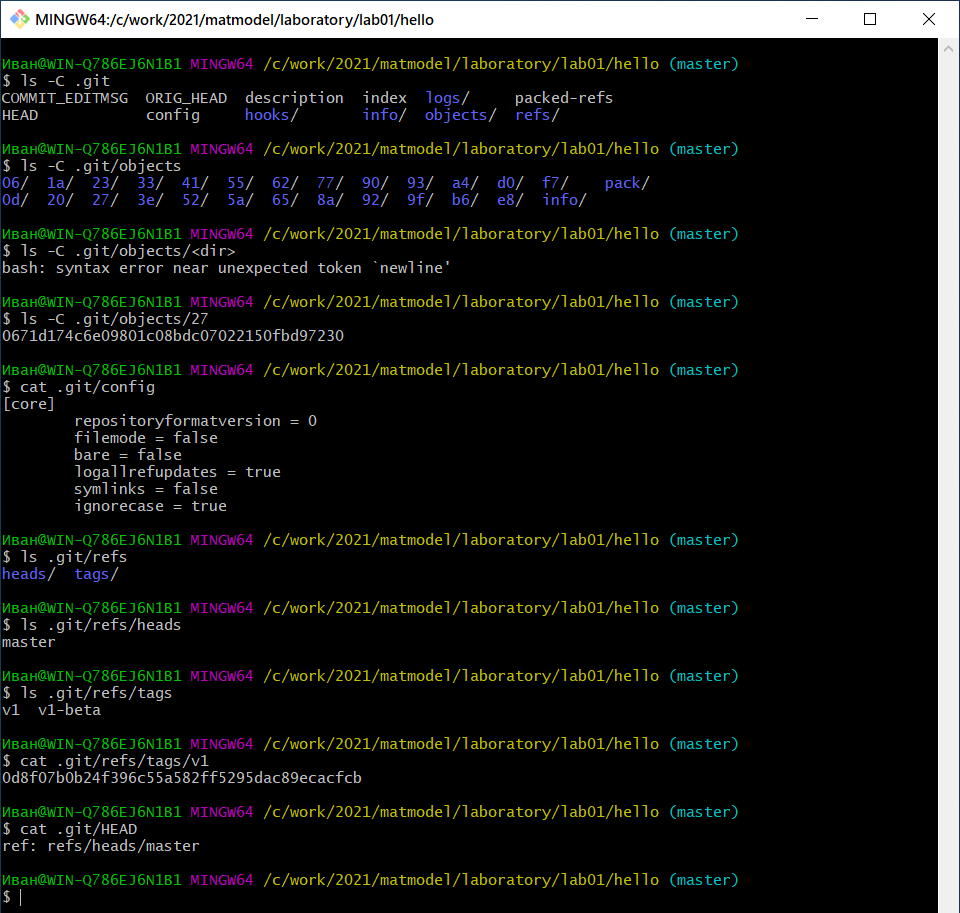 MINGW64:/c/work/2021/matmodel/laboratory/lab01/hello
Иван@WIN-Q786EJ6N1B1 MINGW64 /c/work/2021/matmodel/laboratory/lab01/hello (master)
$ ls -C .git
COMMIT_EDITMSG  ORIG_HEAD  description  index  logs/     packed-refs
HEAD            config     hooks/       info/  objects/  refs/
Иван@WIN-Q786EJ6N1B1 MINGW64 /c/work/2021/matmodel/laboratory/lab01/hello (master)
$ ls -C .git/objects
06/  1a/  23/  33/  41/  55/  62/  77/  90/  93/  a4/  d0/  f7/    pack/
0d/  20/  27/  3e/  52/  5a/  65/  8a/  92/  9f/  b6/  e8/  info/
Иван@WIN-Q786EJ6N1B1 MINGW64 /c/work/2021/matmodel/laboratory/lab01/hello (master)
$ ls -C .git/objects/<dir>
bash: syntax error near unexpected token `newline'
Иван@WIN-Q786EJ6N1B1 MINGW64 /c/work/2021/matmodel/laboratory/lab01/hello (master)
$ ls -C .git/objects/27
0671d174c6e09801c08bdc07022150fbd97230
Иван@WIN-Q786EJ6N1B1 MINGW64 /c/work/2021/matmodel/laboratory/lab01/hello (master)
$ cat .git/config
[core]
        repositoryformatversion = 0
        filemode = false
        bare = false
        logallrefupdates = true
        symlinks = false
        ignorecase = true
Иван@WIN-Q786EJ6N1B1 MINGW64 /c/work/2021/matmodel/laboratory/lab01/hello (master)
$ ls .git/refs
heads/  tags/
Иван@WIN-Q786EJ6N1B1 MINGW64 /c/work/2021/matmodel/laboratory/lab01/hello (master)
$ ls .git/refs/heads
master
Иван@WIN-Q786EJ6N1B1 MINGW64 /c/work/2021/matmodel/laboratory/lab01/hello (master)
$ ls .git/refs/tags
v1  v1-beta
Иван@WIN-Q786EJ6N1B1 MINGW64 /c/work/2021/matmodel/laboratory/lab01/hello (master)
$ cat .git/refs/tags/v1
0d8f07b0b24f396c55a582ff5295dac89ecacfcb
Иван@WIN-Q786EJ6N1B1 MINGW64 /c/work/2021/matmodel/laboratory/lab01/hello (master)
$ cat .git/HEAD
ref: refs/heads/master
Иван@WIN-Q786EJ6N1B1 MINGW64 /c/work/2021/matmodel/laboratory/lab01/hello (master)
$